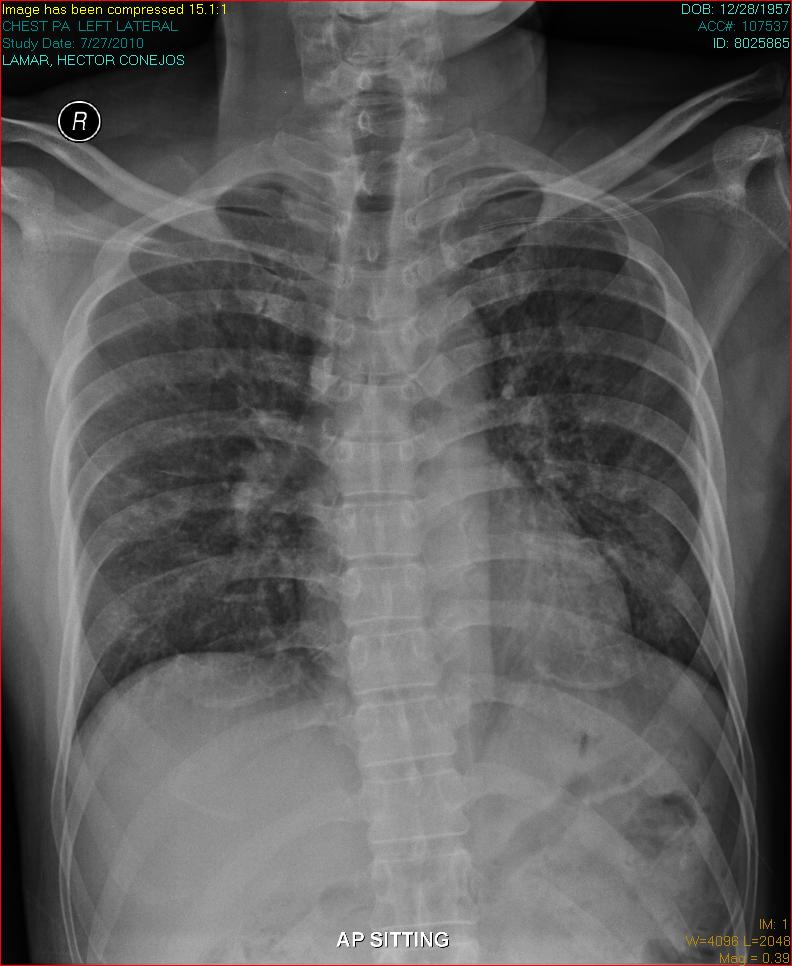 Image has been compressed 15.1:1
CHEST PA LEFT LATERAL
Study Date: 7/27/2010
LAMAR, HECTOR CONEJOS
DOB: 12/28/1957
ACC#: 107537
ID: 8025865
R
AP SITTING
IM: 1
W=4096 L=2048
Mag = 0.39